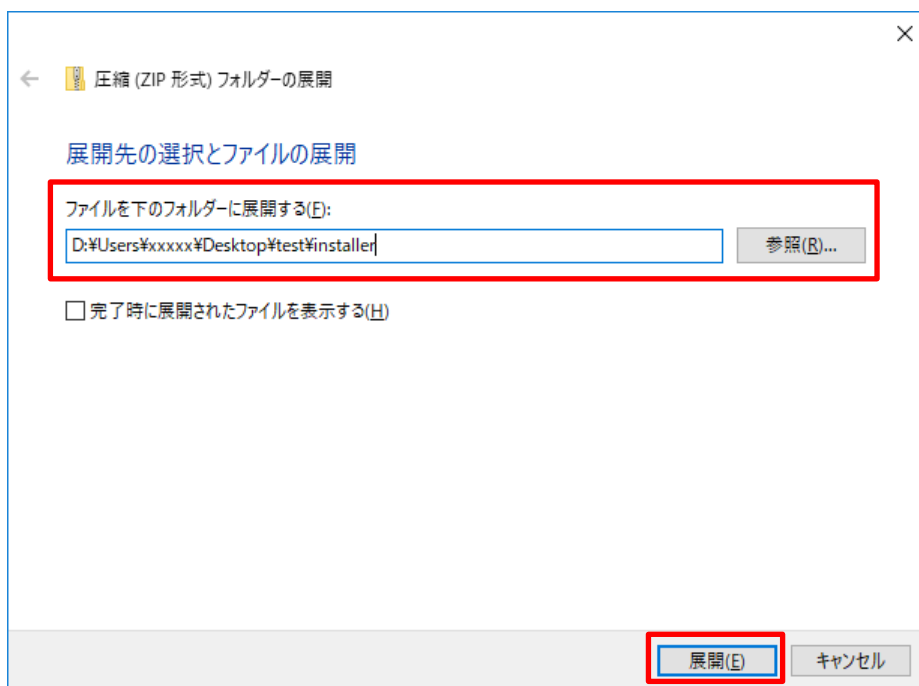 圧縮 (ZIP 形式) フォルダーの展開
展開先の選択とファイルの展開
ファイルを下のフォルダーに展開する(F):
D:¥Users¥xxxxx¥Desktop¥test¥installer
参照(R)...
完了時に展開されたファイルを表示する(H)
展開(E)
キャンセル